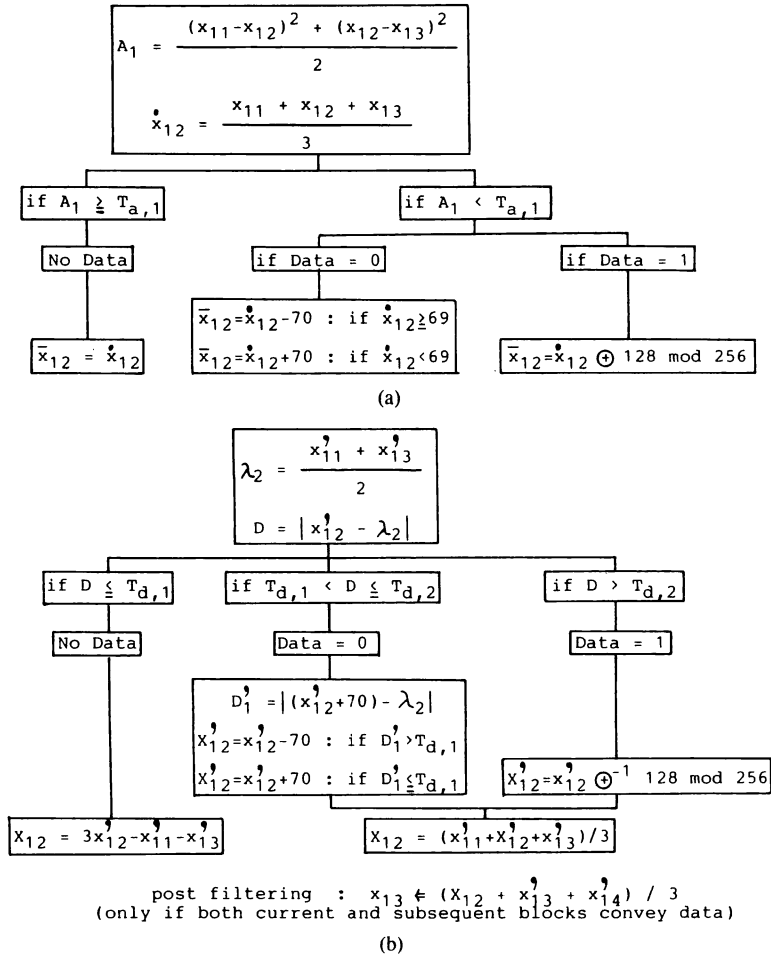 A₁ = ((x₁₁-x₁₂)² + (x₁₂-x₁₃)²) / 2
ẋ₁₂ = (x₁₁ + x₁₂ + x₁₃) / 3
if A₁ ≧ Tₐ,₁
if A₁ < Tₐ,₁
No Data
if Data = 0
if Data = 1
x̄₁₂=ẋ₁₂-70 : if ẋ₁₂≧69
x̄₁₂=ẋ₁₂+70 : if ẋ₁₂<69
x̄₁₂ = ẋ₁₂
x̄₁₂=ẋ₁₂ ⊕ 128 mod 256
(a)
λ₂ = (x’₁₁ + x’₁₃) / 2
D = |x’₁₂ - λ₂|
if D ≦ T_d,1
if T_d,1 < D ≦ T_d,2
if D > T_d,2
No Data
Data = 0
Data = 1
D’₁ =|(x’₁₂+70)-λ₂|
X’₁₂=x’₁₂-70 : if D’₁>T_d,1
X’₁₂=x’₁₂+70 : if D’₁≦T_d,1
X’₁₂=x’₁₂ ⊕⁻¹ 128 mod 256
X₁₂ = 3x’₁₂-x’₁₁-x’₁₃
X₁₂ = (x’₁₁+X’₁₂+x’₁₃)/3
post filtering : x₁₃ ⇐ (X₁₂ + x’₁₃ + x’₁₄) / 3
(only if both current and subsequent blocks convey data)
(b)